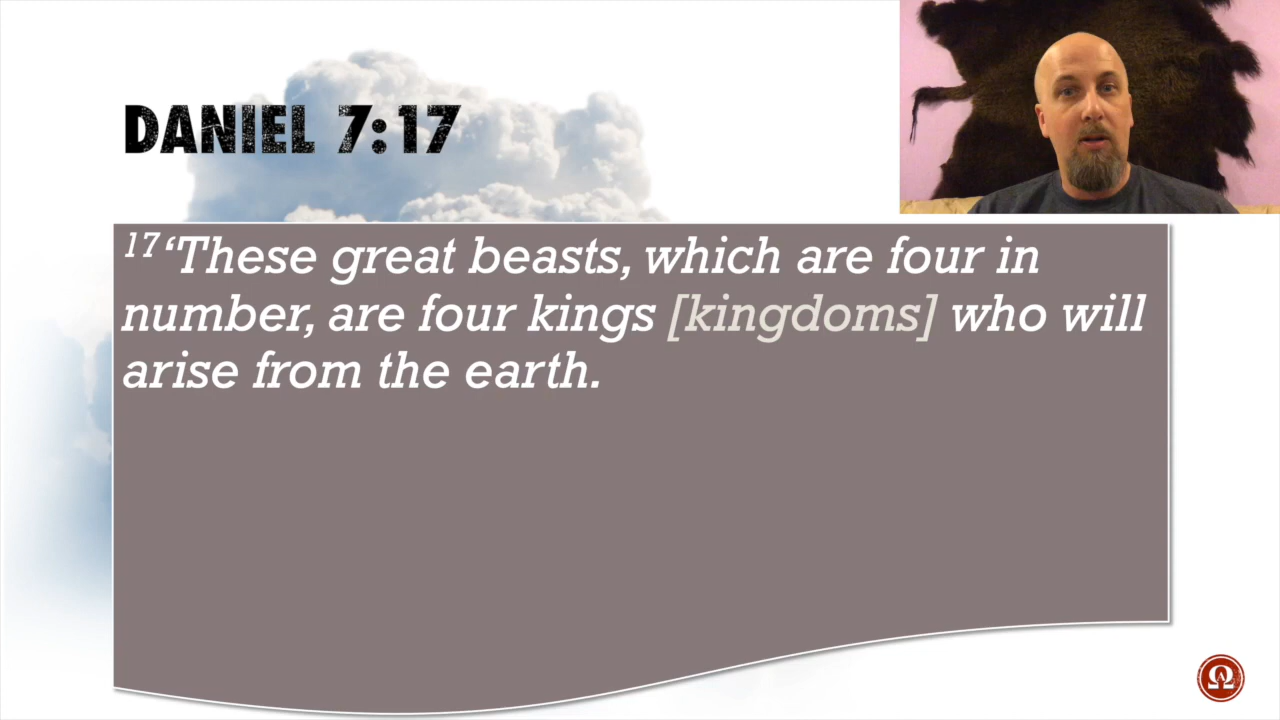 DANIEL 7:17
17‘These great beasts, which are four in
number, are four kings [kingdoms] who will
arise from the earth.